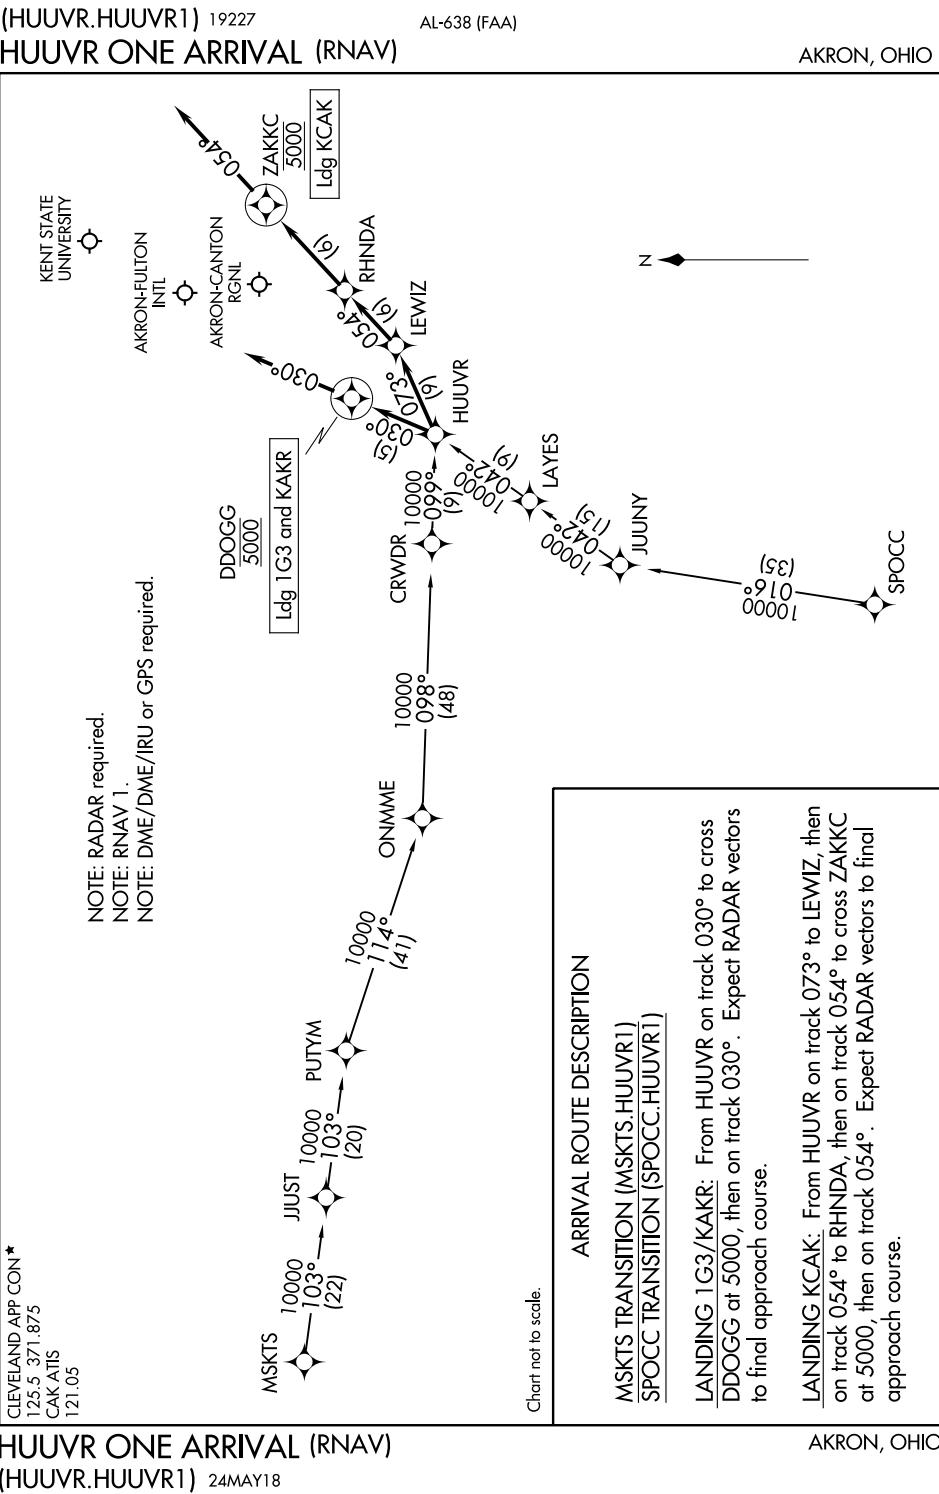 (HUUVR.HUUVR1) 19227
AL-638 (FAA)
HUUVR ONE ARRIVAL (RNAV)
AKRON, OHIO
CLEVELAND APP CON★
125.5 371.875
CAK ATIS
121.05
NOTE: RADAR required.
NOTE: RNAV 1.
NOTE: DME/DME/IRU or GPS required.
KENT STATE
UNIVERSITY
AKRON-FULTON
INTL
AKRON-CANTON
RGNL
054°
ZAKKC
5000
Ldg KCAK
(6)
RHNDA
054°
(6)
LEWIZ
073°
(9)
HUUVR
030°
DDOGG
5000
Ldg 1G3 and KAKR
030°
(5)
10000
099°
(9)
CRWDR
10000
098°
(48)
ONMME
10000
114°
(41)
PUTYM
10000
103°
(20)
JJUST
10000
103°
(22)
MSKTS
10000
042°
(9)
LAYES
10000
042°
(15)
JUUNY
10000
016°
(35)
SPOCC
N
Chart not to scale.
ARRIVAL ROUTE DESCRIPTION
MSKTS TRANSITION (MSKTS.HUUVR1)
SPOCC TRANSITION (SPOCC.HUUVR1)
LANDING 1G3/KAKR: From HUUVR on track 030° to cross
DDOGG at 5000, then on track 030°. Expect RADAR vectors
to final approach course.
LANDING KCAK: From HUUVR on track 073° to LEWIZ, then
on track 054° to RHNDA, then on track 054° to cross ZAKKC
at 5000, then on track 054°. Expect RADAR vectors to final
approach course.
HUUVR ONE ARRIVAL (RNAV)
AKRON, OHIO
(HUUVR.HUUVR1) 24MAY18